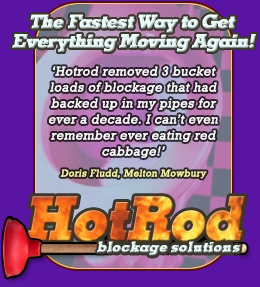 The Fastest Way to Get
Everything Moving Again!
'Hotrod removed 3 bucket
loads of blockage that had
backed up in my pipes for
ever a decade. I can't even
remember ever eating red
cabbage!'
Doris Fludd, Melton Mowbury
HotRod
blockage solutions